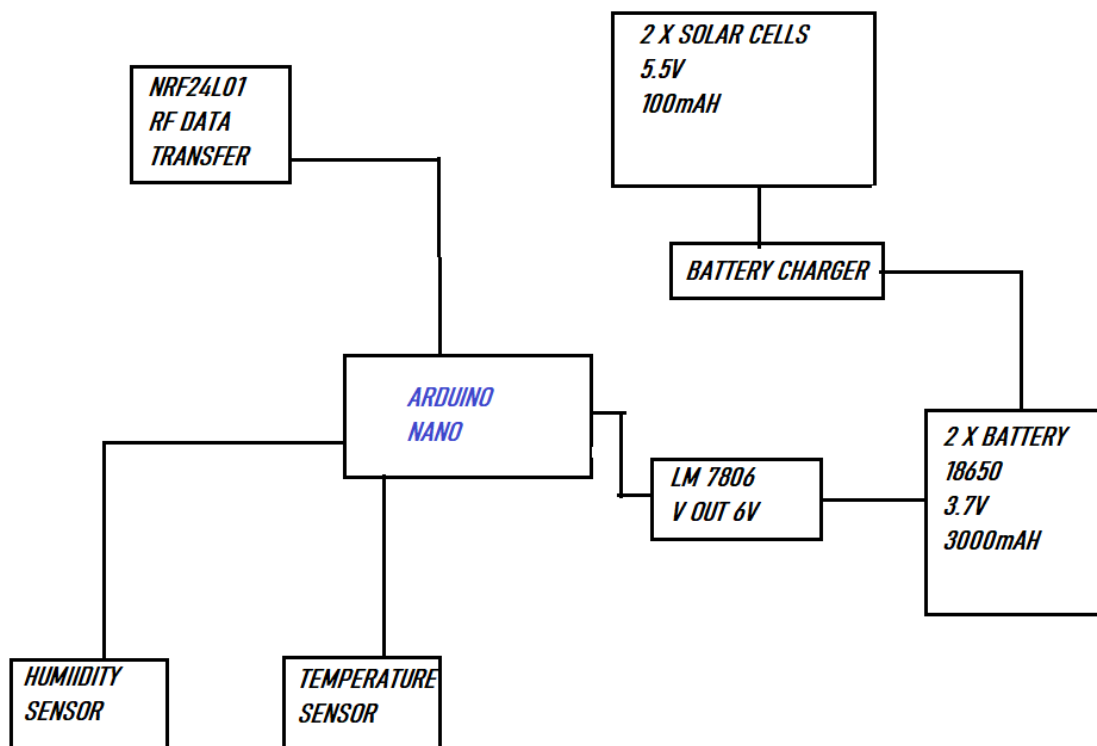 2 X SOLAR CELLS
5.5V
100mAH
NRF24L01
RF DATA
TRANSFER
BATTERY CHARGER
ARDUINO
NANO
2 X BATTERY
18650
3.7V
3000mAH
LM 7806
V OUT 6V
HUMIIDITY
SENSOR
TEMPERATURE
SENSOR